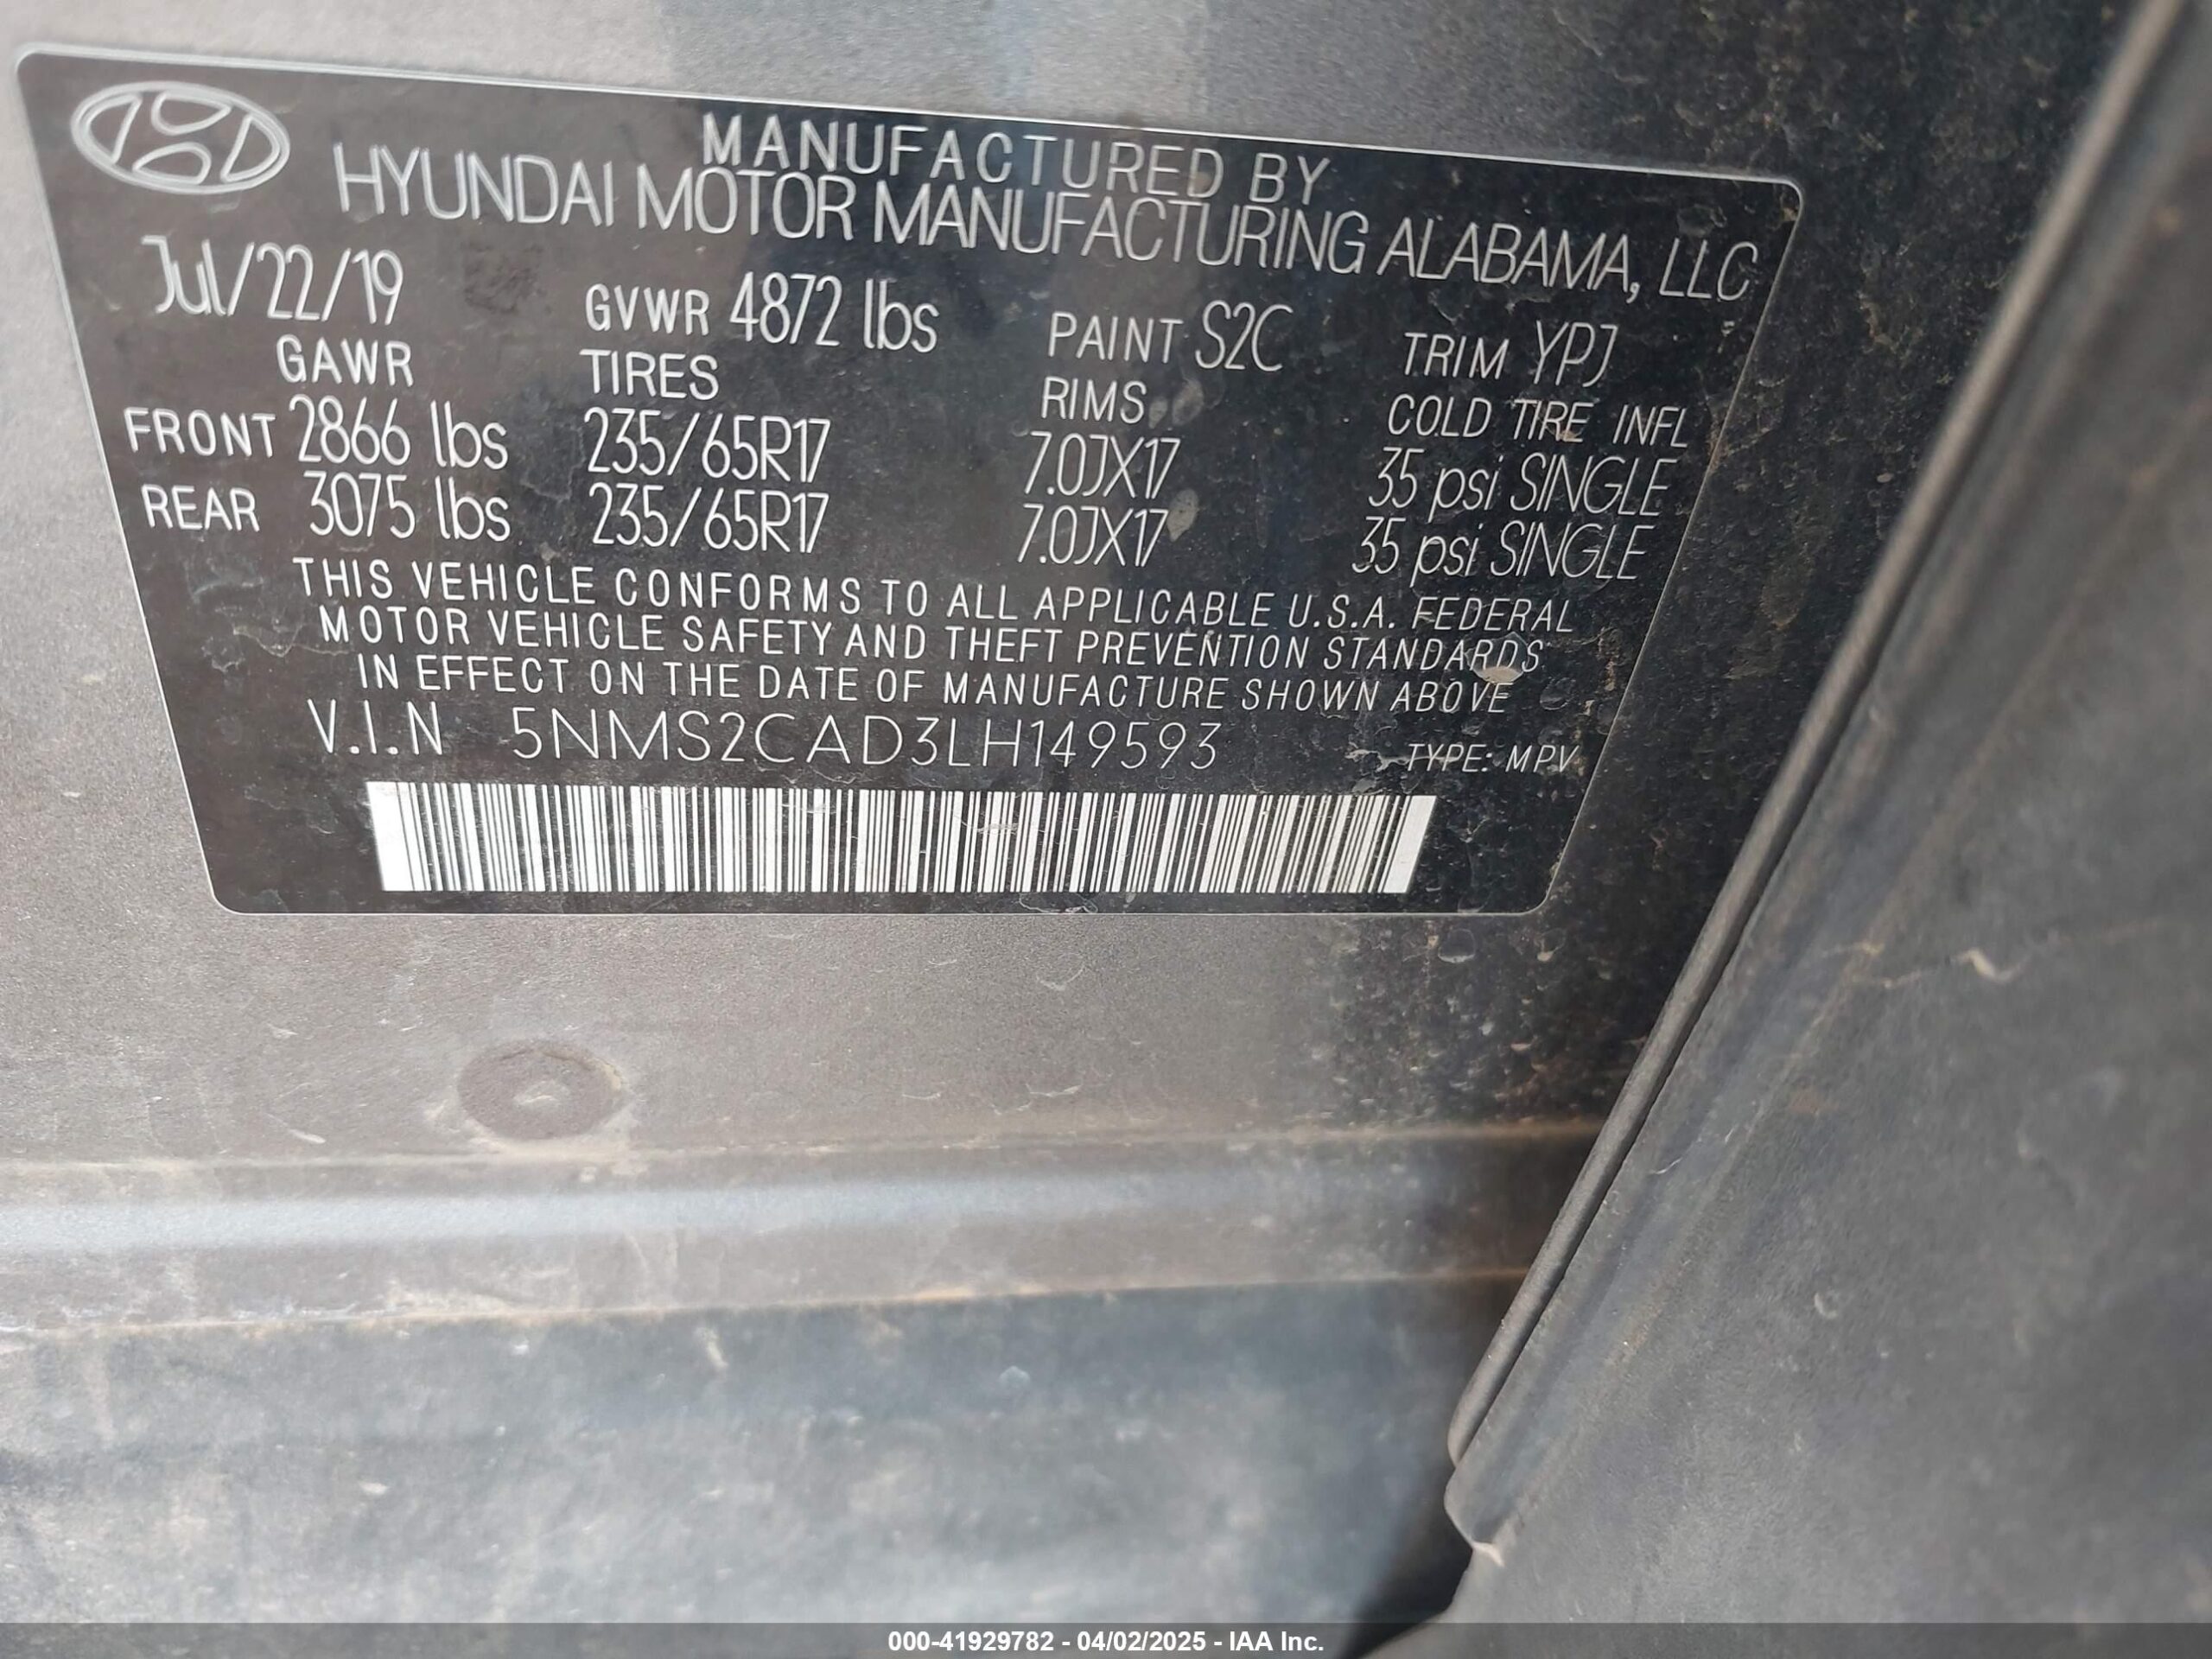 MANUFACTURED BY
HYUNDAI MOTOR MANUFACTURING ALABAMA, LLC
Jul/22/19 GVWR 4872 lbs PAINT S2C TRIM YPJ
GAWR TIRES RIMS COLD TIRE INFL
FRONT 2866 lbs 235/65R17 7.0JX17 35 psi SINGLE
REAR 3075 lbs 235/65R17 7.0JX17 35 psi SINGLE
THIS VEHICLE CONFORMS TO ALL APPLICABLE U.S.A. FEDERAL
MOTOR VEHICLE SAFETY AND THEFT PREVENTION STANDARDS
IN EFFECT ON THE DATE OF MANUFACTURE SHOWN ABOVE
V.I.N 5NMS2CAD3LH149593 TYPE: MPV
000-41929782 - 04/02/2025 - IAA Inc.